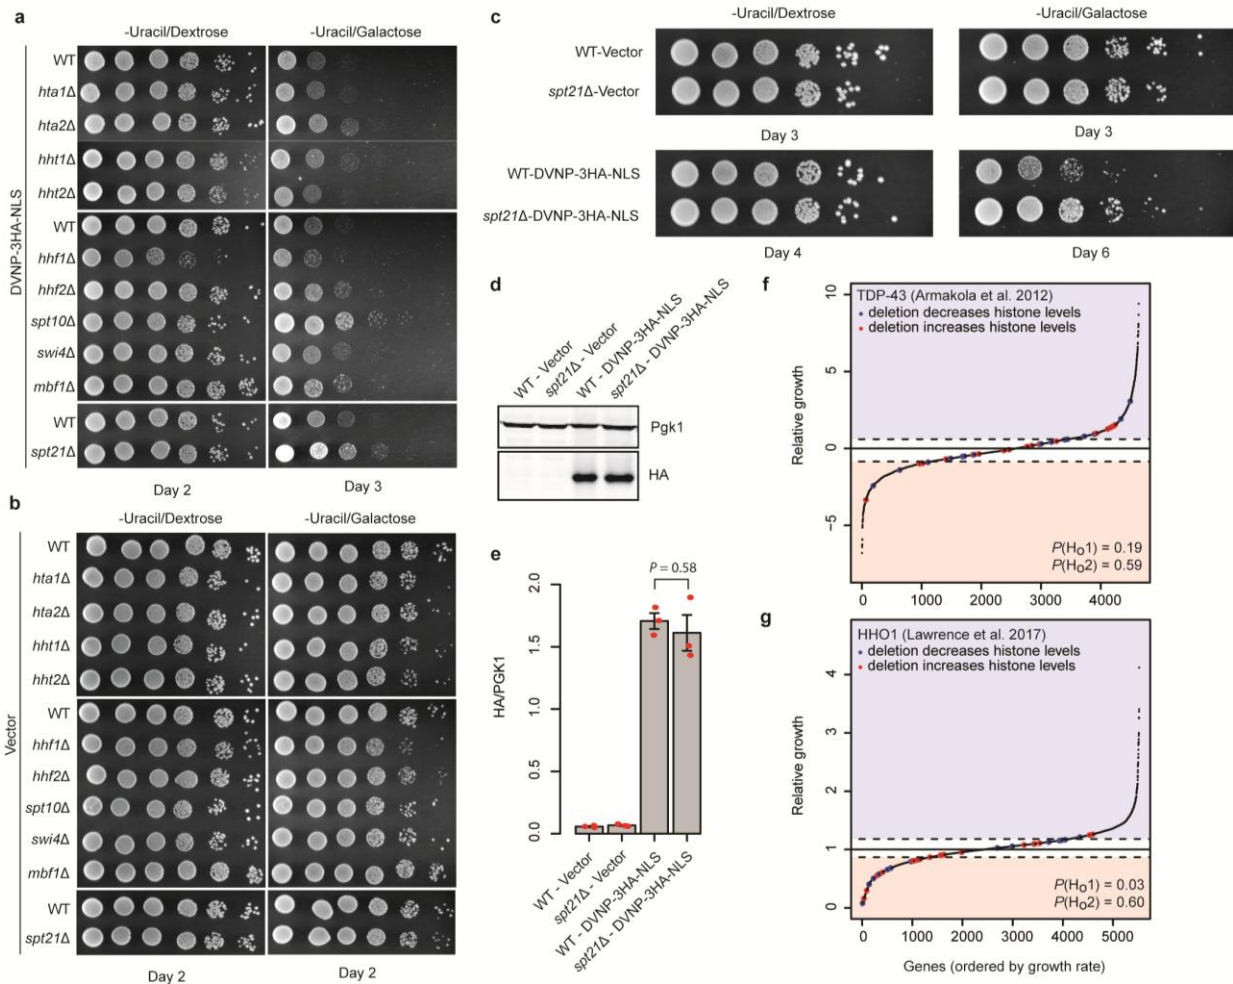 a
-Uracil/Dextrose
-Uracil/Galactose
DVNP-3HA-NLS
WT
hta1Δ
hta2Δ
hht1Δ
hht2Δ
WT
hhf1Δ
hhf2Δ
spt10Δ
swi4Δ
mbf1Δ
WT
spt21Δ
Day 2
Day 3
b
-Uracil/Dextrose
-Uracil/Galactose
Vector
WT
hta1Δ
hta2Δ
hht1Δ
hht2Δ
WT
hhf1Δ
hhf2Δ
spt10Δ
swi4Δ
mbf1Δ
WT
spt21Δ
Day 2
Day 2
c
-Uracil/Dextrose
-Uracil/Galactose
WT-Vector
spt21Δ-Vector
Day 3
Day 3
WT-DVNP-3HA-NLS
spt21Δ-DVNP-3HA-NLS
Day 4
Day 6
d
WT - Vector
spt21Δ - Vector
WT - DVNP-3HA-NLS
spt21Δ - DVNP-3HA-NLS
Pgk1
HA
e
P = 0.58
HA/PGK1
2.0
1.5
1.0
0.5
0.0
WT - Vector
spt21Δ - Vector
WT - DVNP-3HA-NLS
spt21Δ - DVNP-3HA-NLS
f
TDP-43 (Armakola et al. 2012)
deletion decreases histone levels
deletion increases histone levels
Relative growth
10
5
0
−5
P(Ho1) = 0.19
P(Ho2) = 0.59
0 1000 2000 3000 4000
g
HHO1 (Lawrence et al. 2017)
deletion decreases histone levels
deletion increases histone levels
Relative growth
4
3
2
1
0
P(Ho1) = 0.03
P(Ho2) = 0.60
0 1000 2000 3000 4000 5000
Genes (ordered by growth rate)